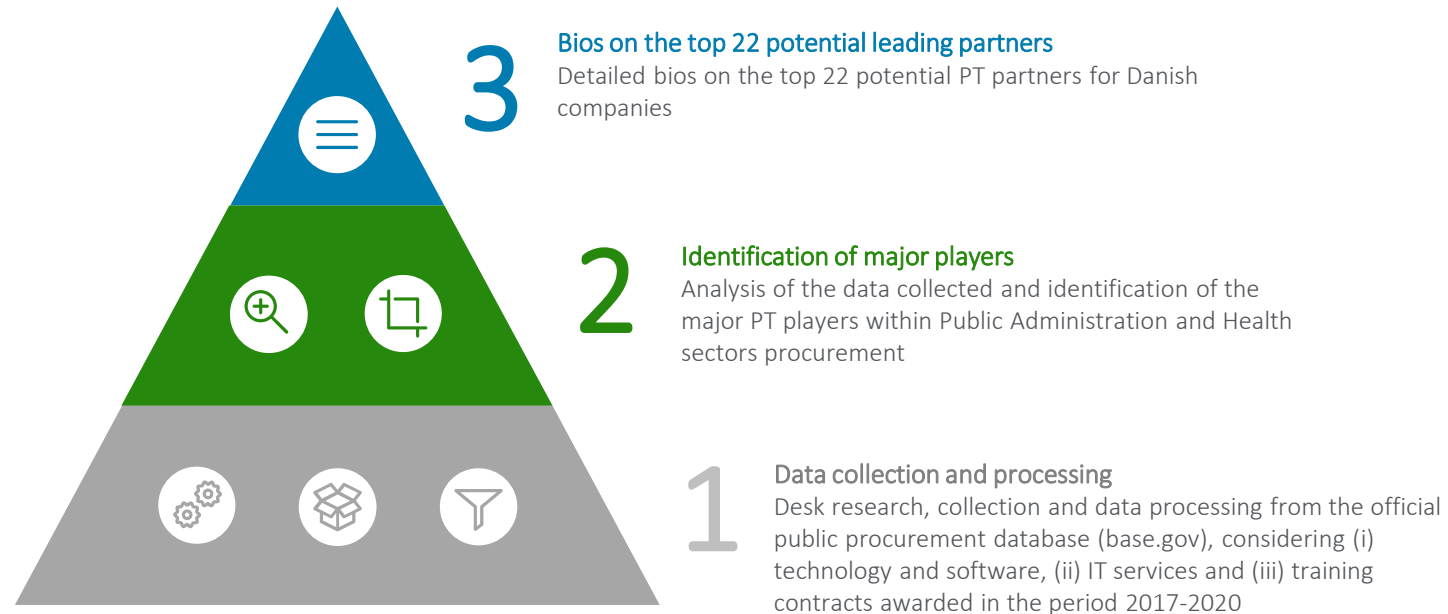 3
Bios on the top 22 potential leading partners
Detailed bios on the top 22 potential PT partners for Danish
companies
2
Identification of major players
Analysis of the data collected and identification of the
major PT players within Public Administration and Health
sectors procurement
1
Data collection and processing
Desk research, collection and data processing from the official
public procurement database (base.gov), considering (i)
technology and software, (ii) IT services and (iii) training
contracts awarded in the period 2017-2020